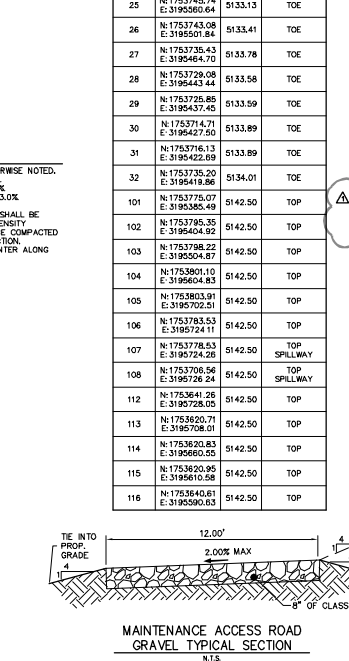 25 N: 1753745.74 5133.13 TOE
E: 3195560.64
26 N: 1753743.08 5133.41 TOE
E: 3195501.84
27 N: 1753735.43 5133.78 TOE
E: 3195464.70
28 N: 1753729.08 5133.58 TOE
E: 3195443.44
29 N: 1753725.85 5133.59 TOE
E: 3195437.45
30 N: 1753714.71 5133.89 TOE
E: 3195427.50
31 N: 1753716.13 5133.89 TOE
E: 3195422.69
32 N: 1753735.20 5134.01 TOE
E: 3195419.86
RWISE NOTED.
%
3.0%
SHALL BE
ENSITY
E COMPACTED
CTION.
NTER ALONG
101 N: 1753775.07 5142.50 TOP
E: 3195385.49
102 N: 1753795.35 5142.50 TOP
E: 3195404.92
103 N: 1753798.22 5142.50 TOP
E: 3195504.87
104 N: 1753801.10 5142.50 TOP
E: 3195604.83
105 N: 1753803.91 5142.50 TOP
E: 3195702.51
106 N: 1753783.53 5142.50 TOP
E: 3195724.11
107 N: 1753778.53 5142.50 TOP SPILLWAY
E: 3195724.26
108 N: 1753706.56 5142.50 TOP SPILLWAY
E: 3195726.24
112 N: 1753641.26 5142.50 TOP
E: 3195728.05
113 N: 1753620.71 5142.50 TOP
E: 3195708.01
114 N: 1753620.83 5142.50 TOP
E: 3195660.55
115 N: 1753620.95 5142.50 TOP
E: 3195610.58
116 N: 1753640.61 5142.50 TOP
E: 3195590.63
1
TIE INTO
PROP.
GRADE
12.00'
2.00% MAX
4
1
4
1
8" OF CLASS
MAINTENANCE ACCESS ROAD
GRAVEL TYPICAL SECTION
N.T.S.